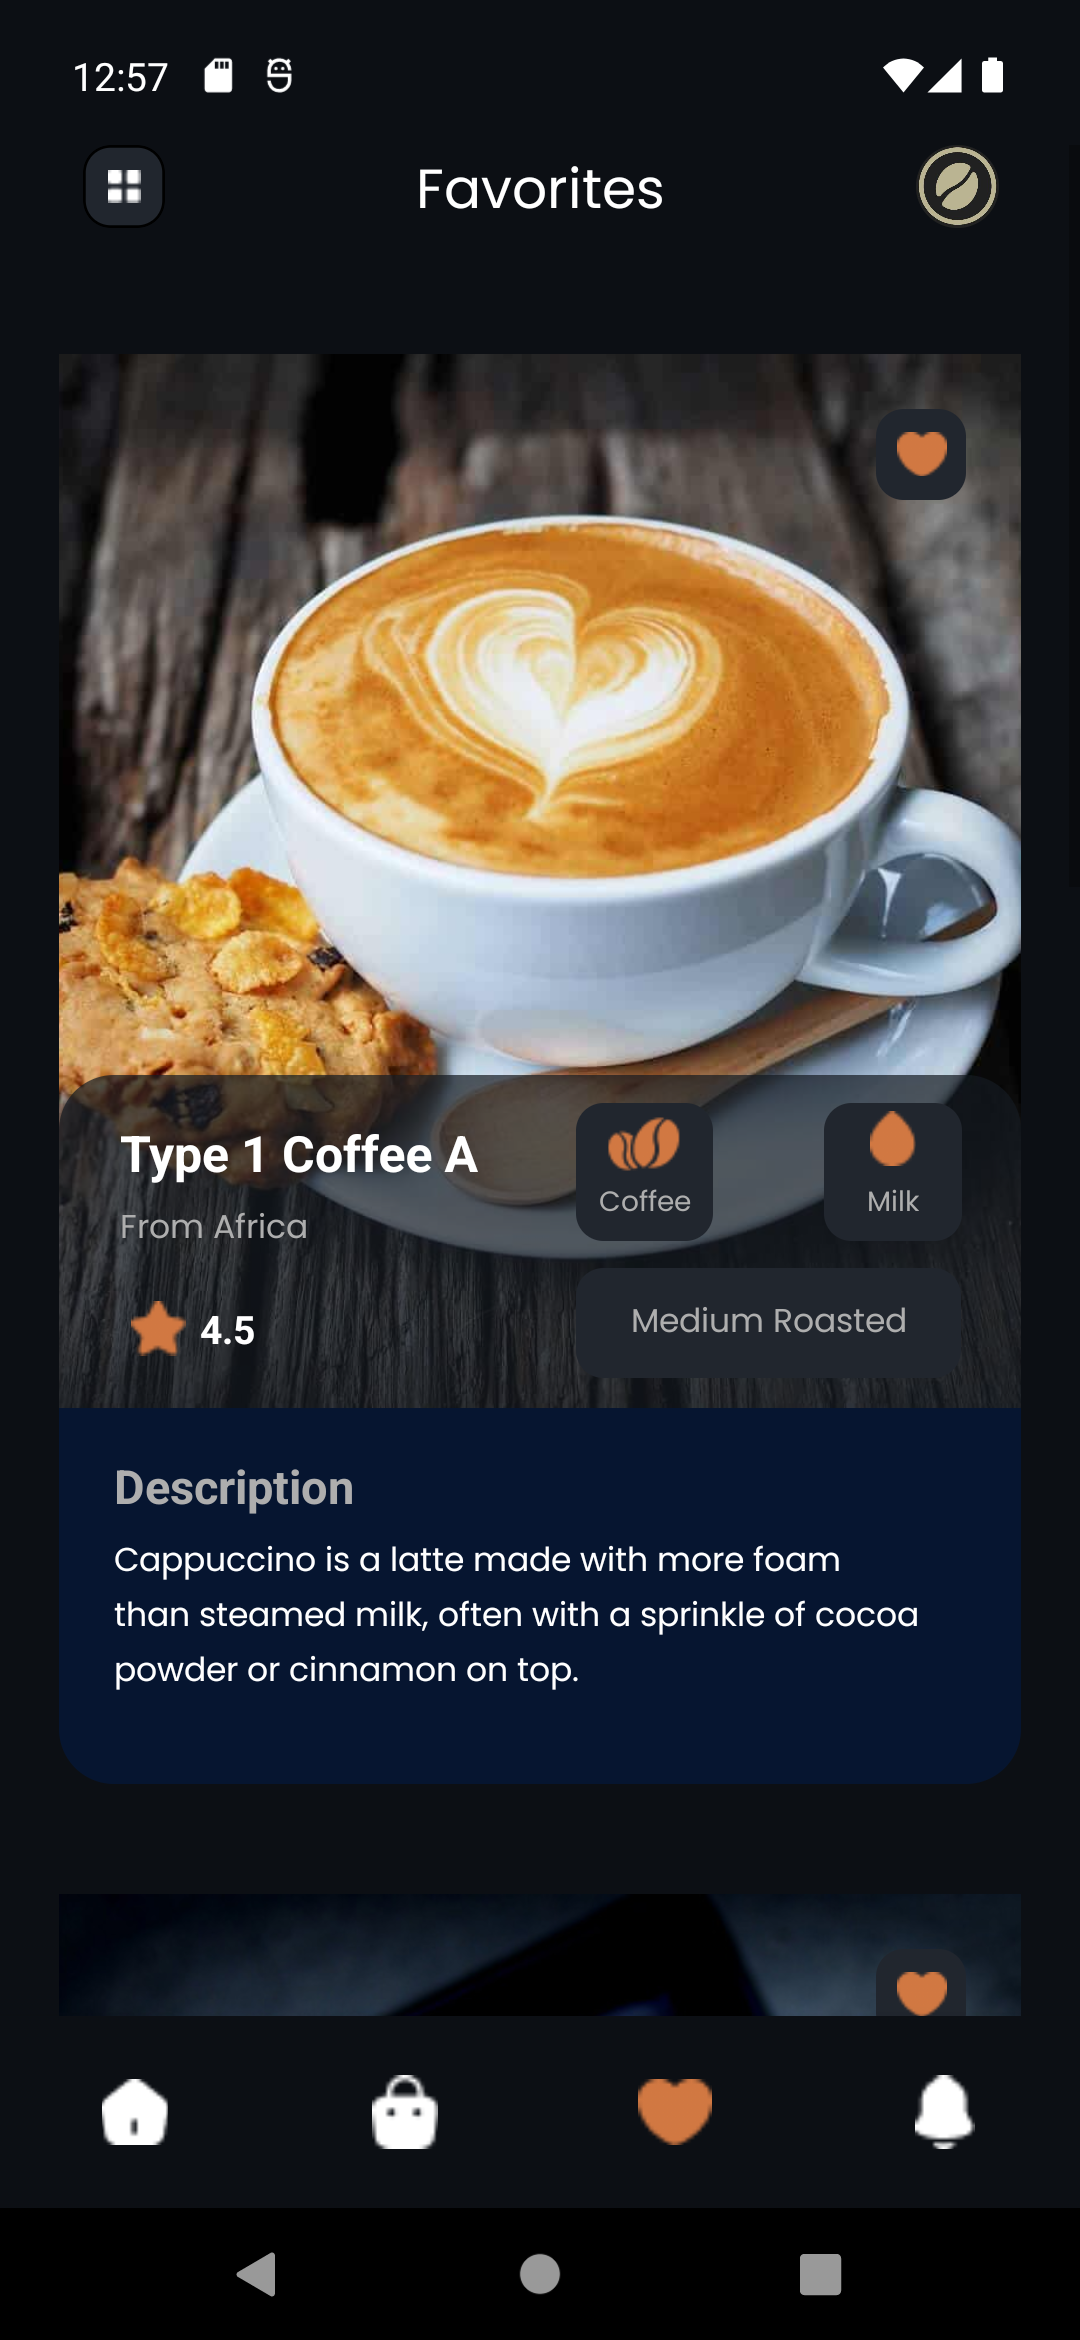 12:57
Favorites
Type 1 Coffee A
From Africa
4.5
Coffee
Milk
Medium Roasted
Description
Cappuccino is a latte made with more foam
than steamed milk, often with a sprinkle of cocoa
powder or cinnamon on top.